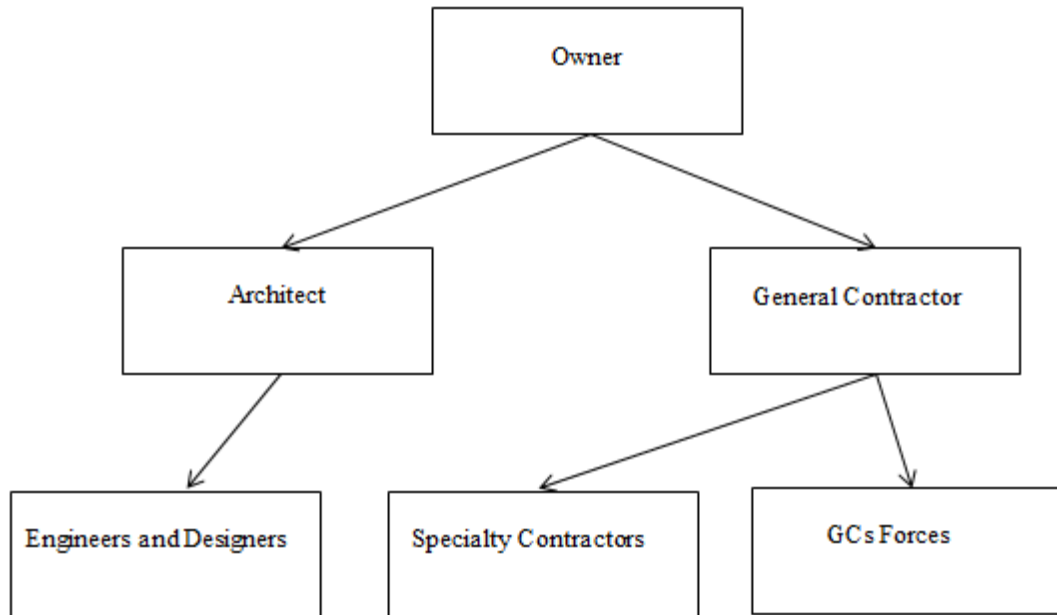 Owner
Architect
General Contractor
Engineers and Designers
Specialty Contractors
GCs Forces